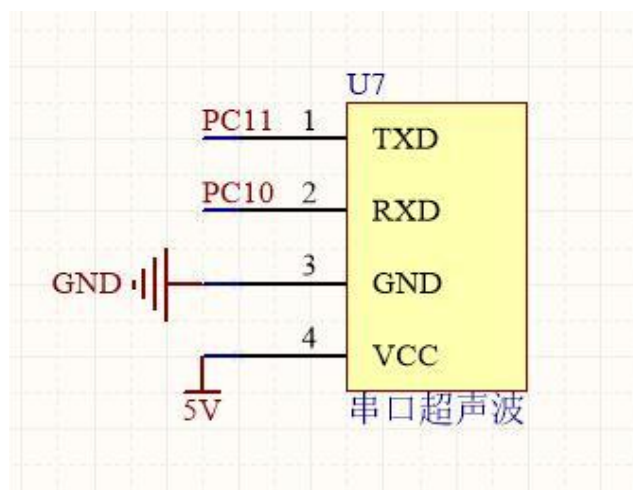 U7
PC11 1 TXD
PC10 2 RXD
GND 3 GND
4 VCC
5V 串口超声波